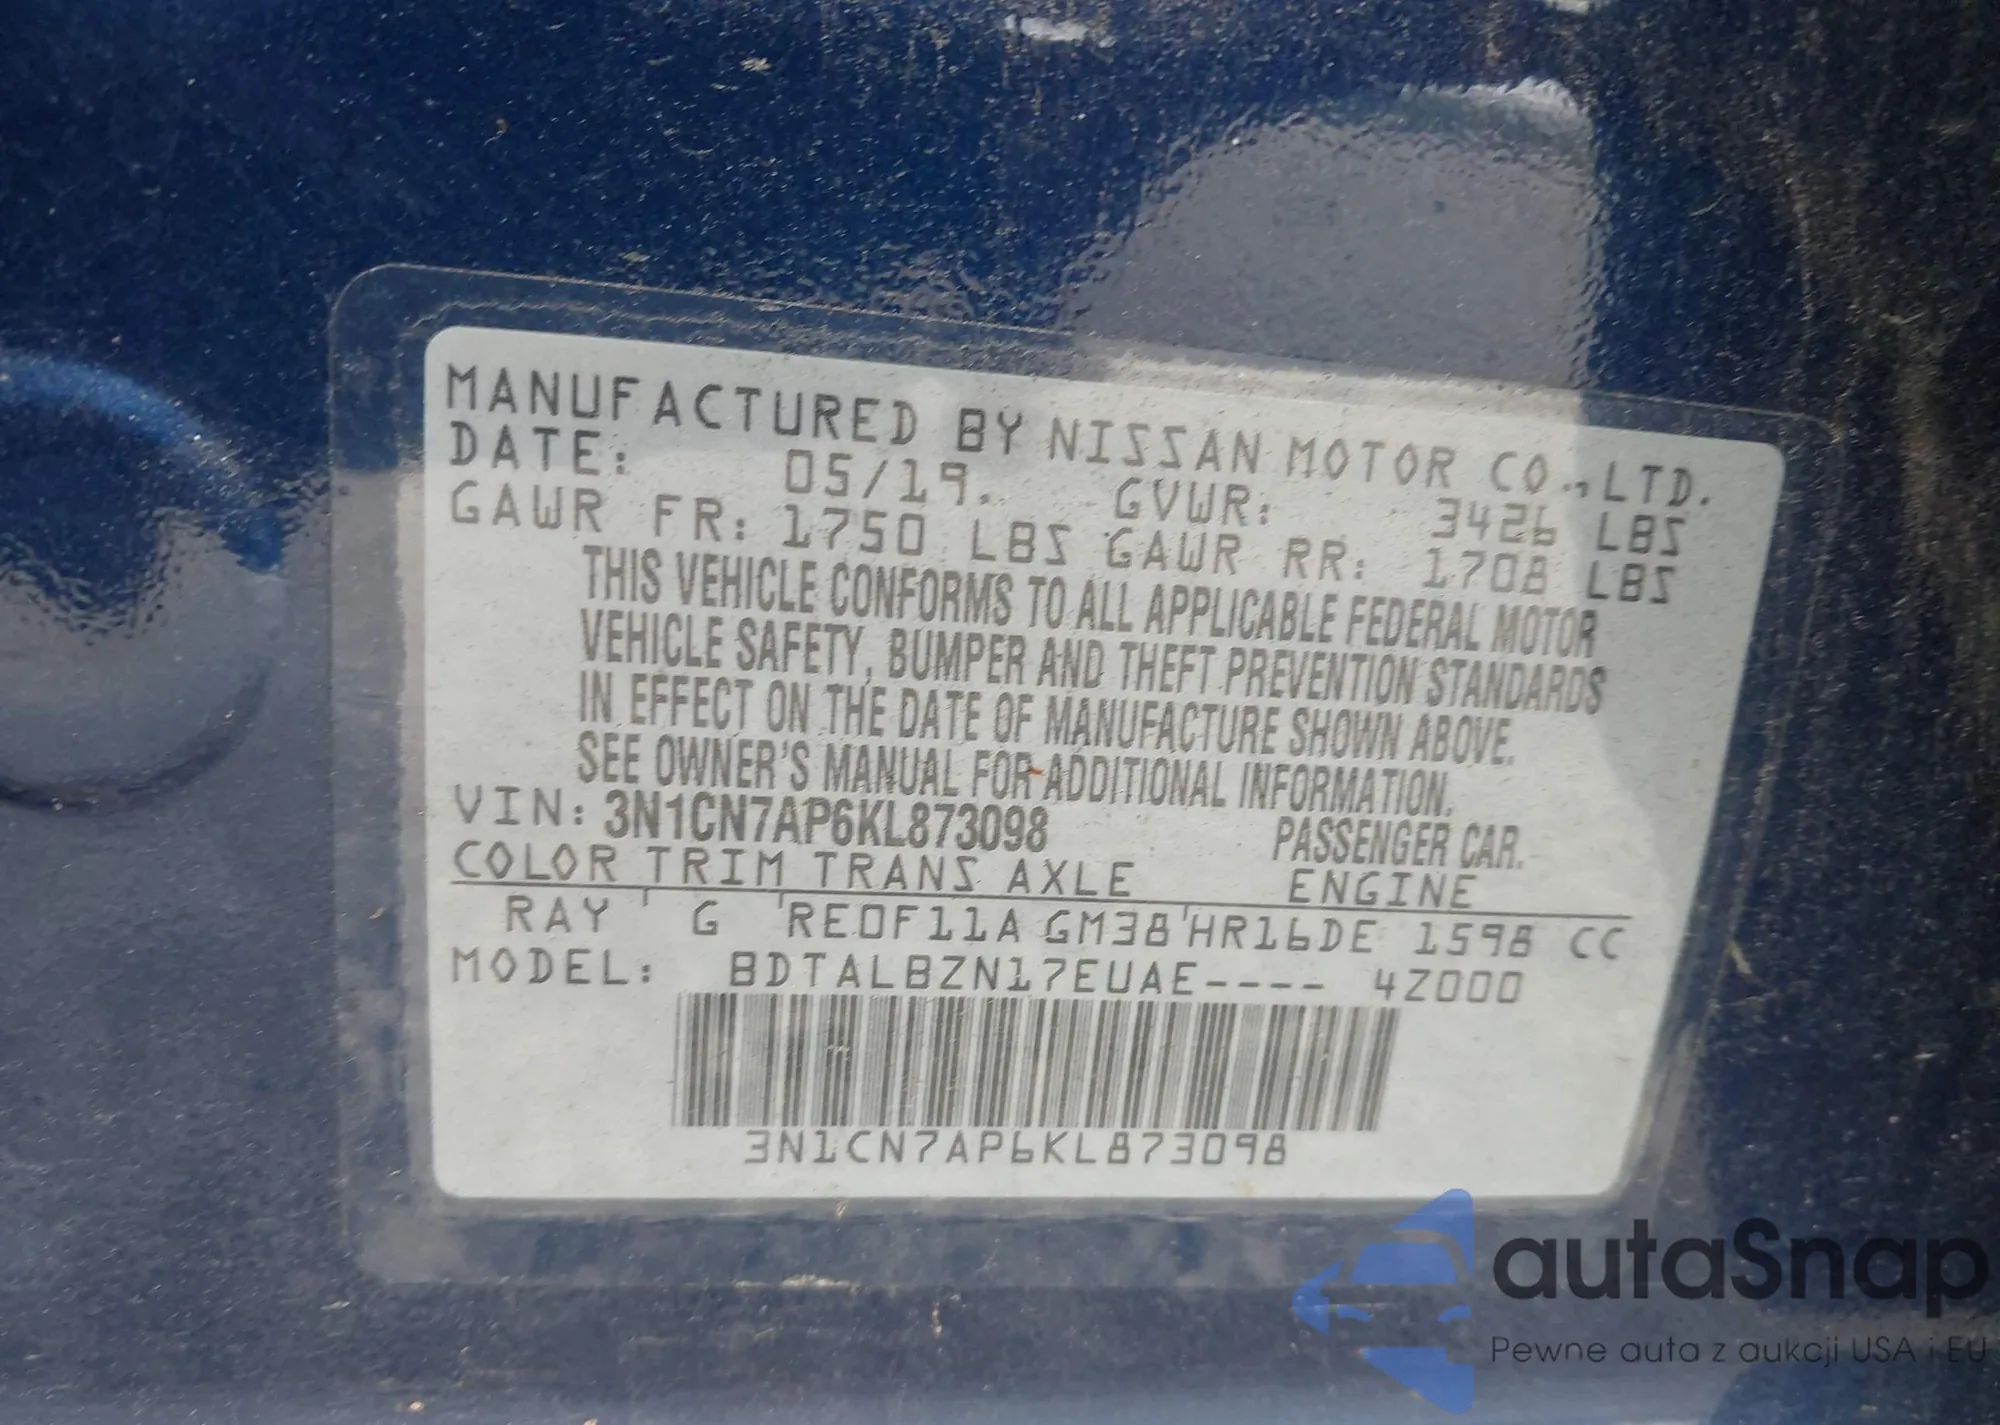 MANUFACTURED BY NISSAN MOTOR CO.,LTD.
DATE: 05/19. GVWR: 3426 LBS
GAWR FR: 1750 LBS GAWR RR: 1708 LBS
THIS VEHICLE CONFORMS TO ALL APPLICABLE FEDERAL MOTOR
VEHICLE SAFETY, BUMPER AND THEFT PREVENTION STANDARDS
IN EFFECT ON THE DATE OF MANUFACTURE SHOWN ABOVE.
SEE OWNER'S MANUAL FOR ADDITIONAL INFORMATION.
VIN: 3N1CN7AP6KL873098 PASSENGER CAR.
COLOR TRIM TRANS AXLE ENGINE
RAY G RE0F11A GM38 HR16DE 1598 CC
MODEL: BDTALBZN17EUAE---- 4Z000
3N1CN7AP6KL873098
autaSnap
Pewne auta z aukcji USA i EU